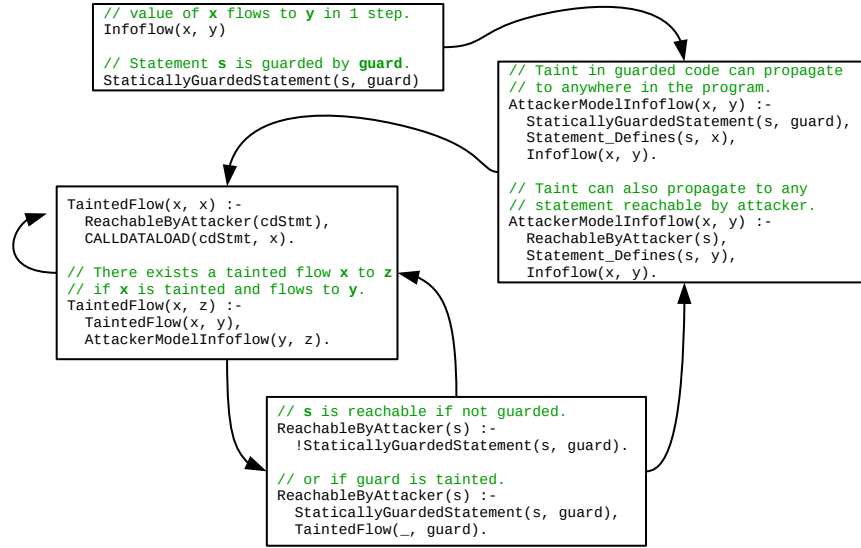 // value of x flows to y in 1 step.
Infoflow(x, y)
// Statement s is guarded by guard.
StaticallyGuardedStatement(s, guard)
// Taint in guarded code can propagate
// to anywhere in the program.
AttackerModelInfoflow(x, y) :-
StaticallyGuardedStatement(s, guard),
Statement_Defines(s, x),
Infoflow(x, y).
// Taint can also propagate to any
// statement reachable by attacker.
AttackerModelInfoflow(x, y) :-
ReachableByAttacker(s),
Statement_Defines(s, y),
Infoflow(x, y).
TaintedFlow(x, x) :-
ReachableByAttacker(cdStmt),
CALLDATALOAD(cdStmt, x).
// There exists a tainted flow x to z
// if x is tainted and flows to y.
TaintedFlow(x, z) :-
TaintedFlow(x, y),
AttackerModelInfoflow(y, z).
// s is reachable if not guarded.
ReachableByAttacker(s) :-
!StaticallyGuardedStatement(s, guard).
// or if guard is tainted.
ReachableByAttacker(s) :-
StaticallyGuardedStatement(s, guard),
TaintedFlow(_, guard).